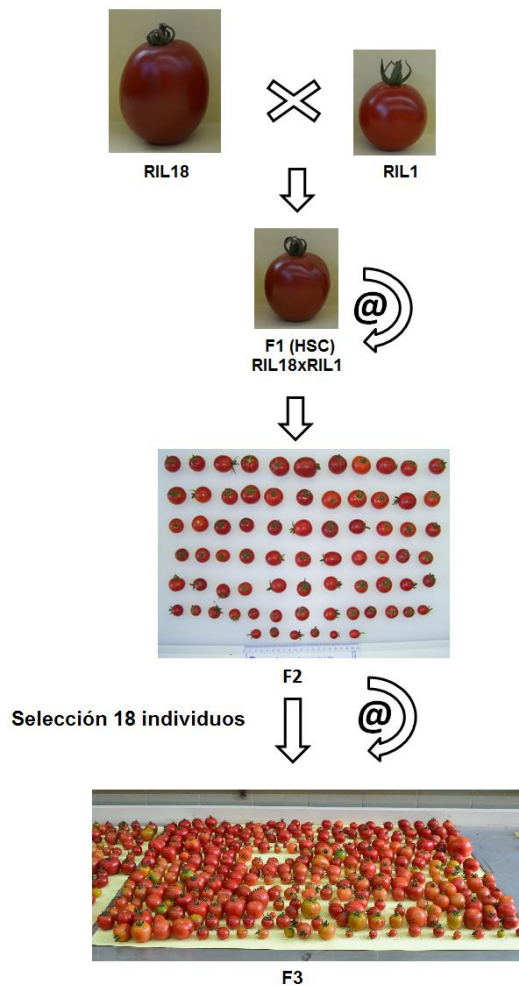 RIL18
RIL1
@
F1 (HSC)
RIL18xRIL1
F2
Selección 18 individuos
@
F3